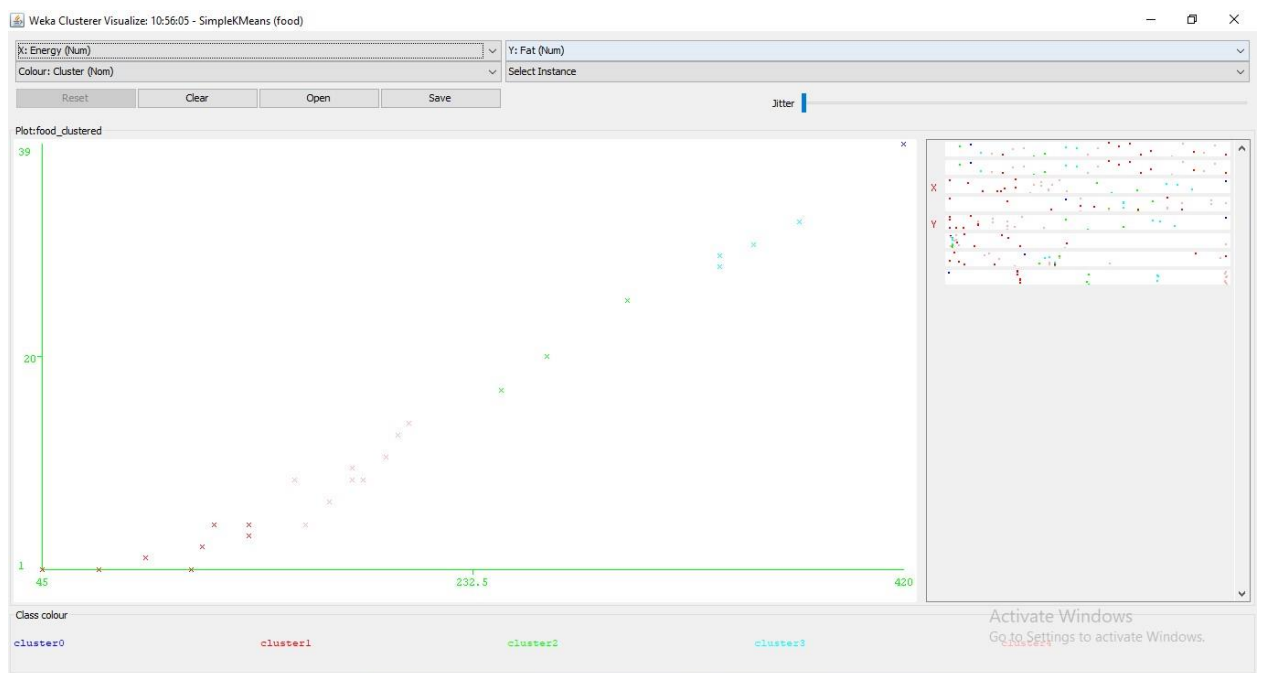 Weka Clusterer Visualize: 10:56:05 - SimpleKMeans (food)
X: Energy (Num)
Y: Fat (Num)
Colour: Cluster (Nom)
Select Instance
Reset
Clear
Open
Save
Jitter
Plot:food_clustered
39
20
1
45
232.5
420
X
Y
Class colour
cluster0
cluster1
cluster2
cluster3
cluster4
Activate Windows
Go to Settings to activate Windows.